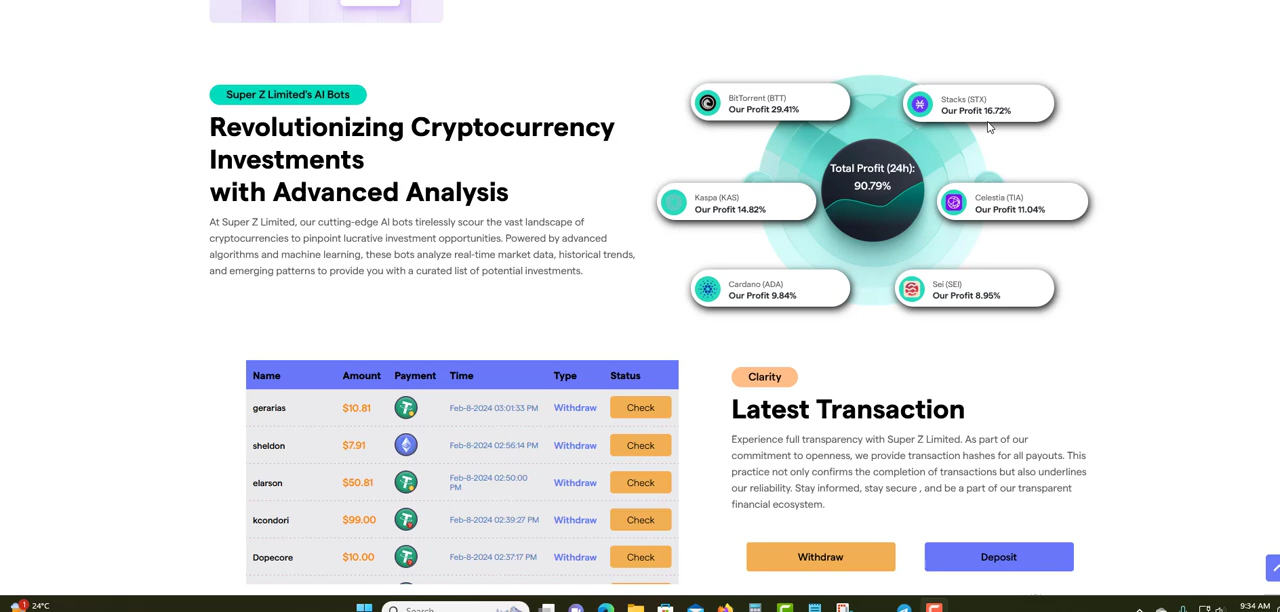 Super Z Limited's AI Bots
Revolutionizing Cryptocurrency
Investments
with Advanced Analysis
At Super Z Limited, our cutting-edge AI bots tirelessly scour the vast landscape of
cryptocurrencies to pinpoint lucrative investment opportunities. Powered by advanced
algorithms and machine learning, these bots analyze real-time market data, historical trends,
and emerging patterns to provide you with a curated list of potential investments.
BitTorrent (BTT)
Our Profit 29.41%
Stacks (STX)
Our Profit 16.72%
Total Profit (24h):
90.79%
Kaspa (KAS)
Our Profit 14.82%
Celestia (TIA)
Our Profit 11.04%
Cardano (ADA)
Our Profit 9.84%
Sei (SEI)
Our Profit 8.95%
Name Amount Payment Time Type Status
gerarias $10.81 Feb-8-2024 03:01:33 PM Withdraw Check
sheldon $7.91 Feb-8-2024 02:56:14 PM Withdraw Check
elarson $50.81 Feb-8-2024 02:50:00
PM Withdraw Check
kcondori $99.00 Feb-8-2024 02:39:27 PM Withdraw Check
Dopecore $10.00 Feb-8-2024 02:37:17 PM Withdraw Check
Clarity
Latest Transaction
Experience full transparency with Super Z Limited. As part of our
commitment to openness, we provide transaction hashes for all payouts. This
practice not only confirms the completion of transactions but also underlines
our reliability. Stay informed, stay secure , and be a part of our transparent
financial ecosystem.
Withdraw
Deposit
1
24°C
Search
9:34 AM